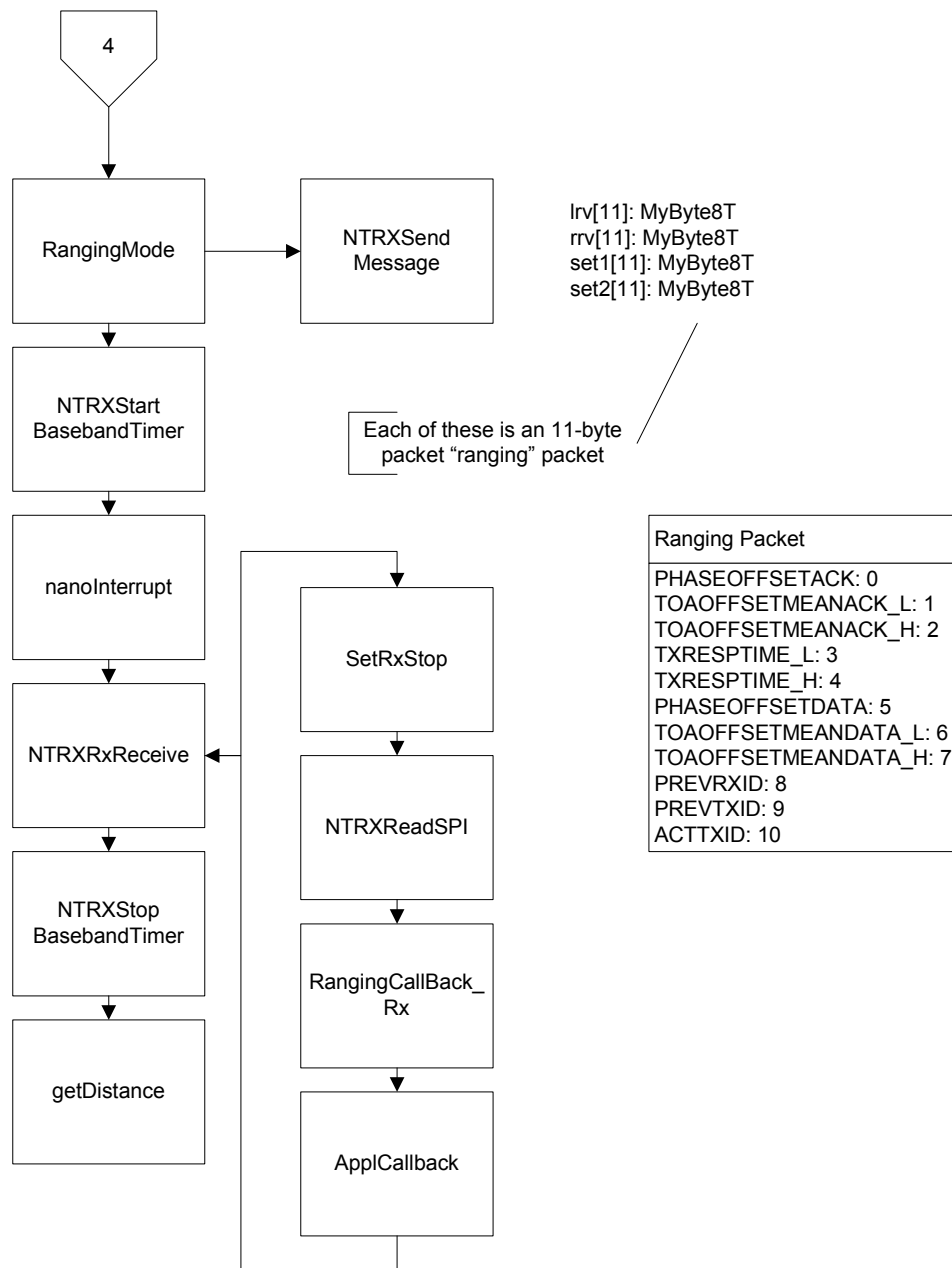 4
RangingMode
NTRXSend
Message
lrv[11]: MyByte8T
rrv[11]: MyByte8T
set1[11]: MyByte8T
set2[11]: MyByte8T
NTRXStart
BasebandTimer
Each of these is an 11-byte
packet “ranging” packet
nanoInterrupt
SetRxStop
Ranging Packet
PHASEOFFSETACK: 0
TOAOFFSETMEANACK_L: 1
TOAOFFSETMEANACK_H: 2
TXRESPTIME_L: 3
TXRESPTIME_H: 4
PHASEOFFSETDATA: 5
TOAOFFSETMEANDATA_L: 6
TOAOFFSETMEANDATA_H: 7
PREVRXID: 8
PREVTXID: 9
ACTTXID: 10
NTRXRxReceive
NTRXReadSPI
NTRXStop
BasebandTimer
RangingCallBack_
Rx
getDistance
ApplCallback